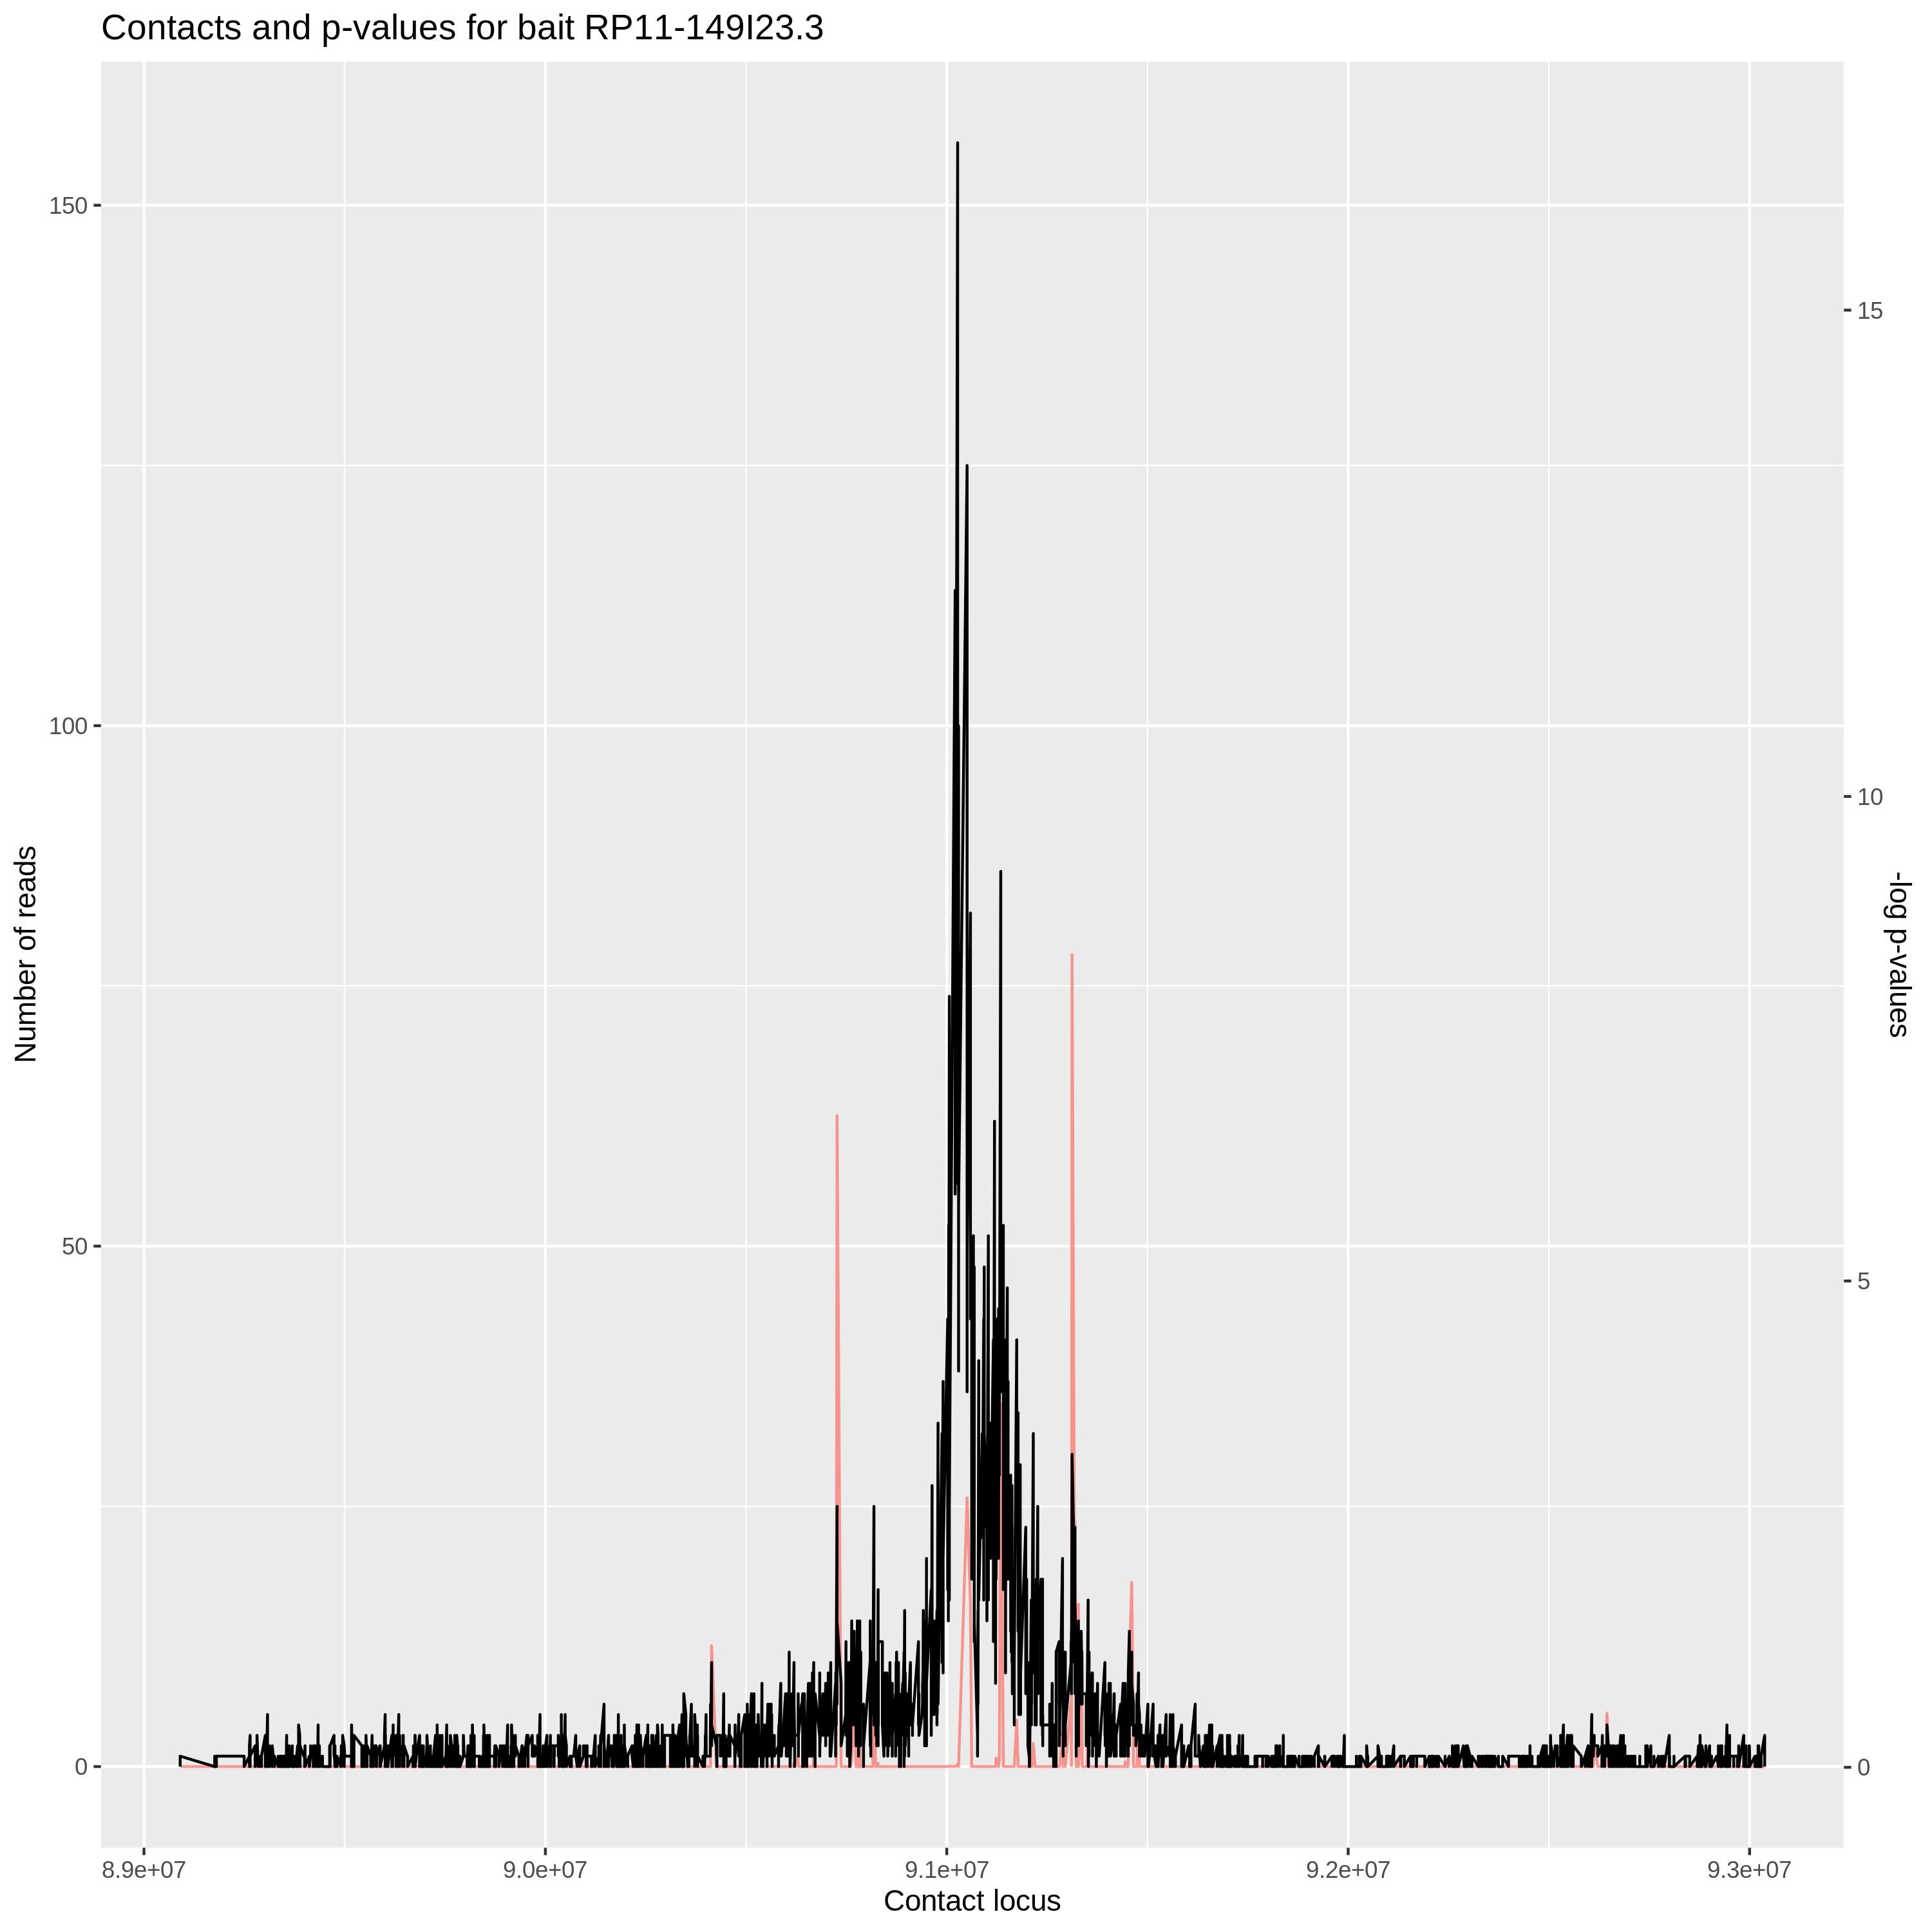 Contacts and p-values for bait RP11-149I23.3
150
100
50
0
15
10
5
0
Number of reads
-log p-values
8.9e+07 9.0e+07 9.1e+07 9.2e+07 9.3e+07
Contact locus